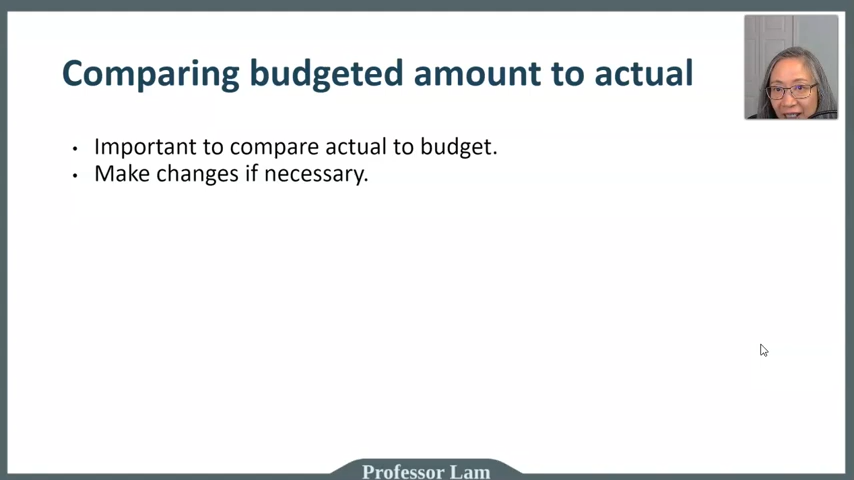 Comparing budgeted amount to actual
• Important to compare actual to budget.
• Make changes if necessary.
Professor Lam